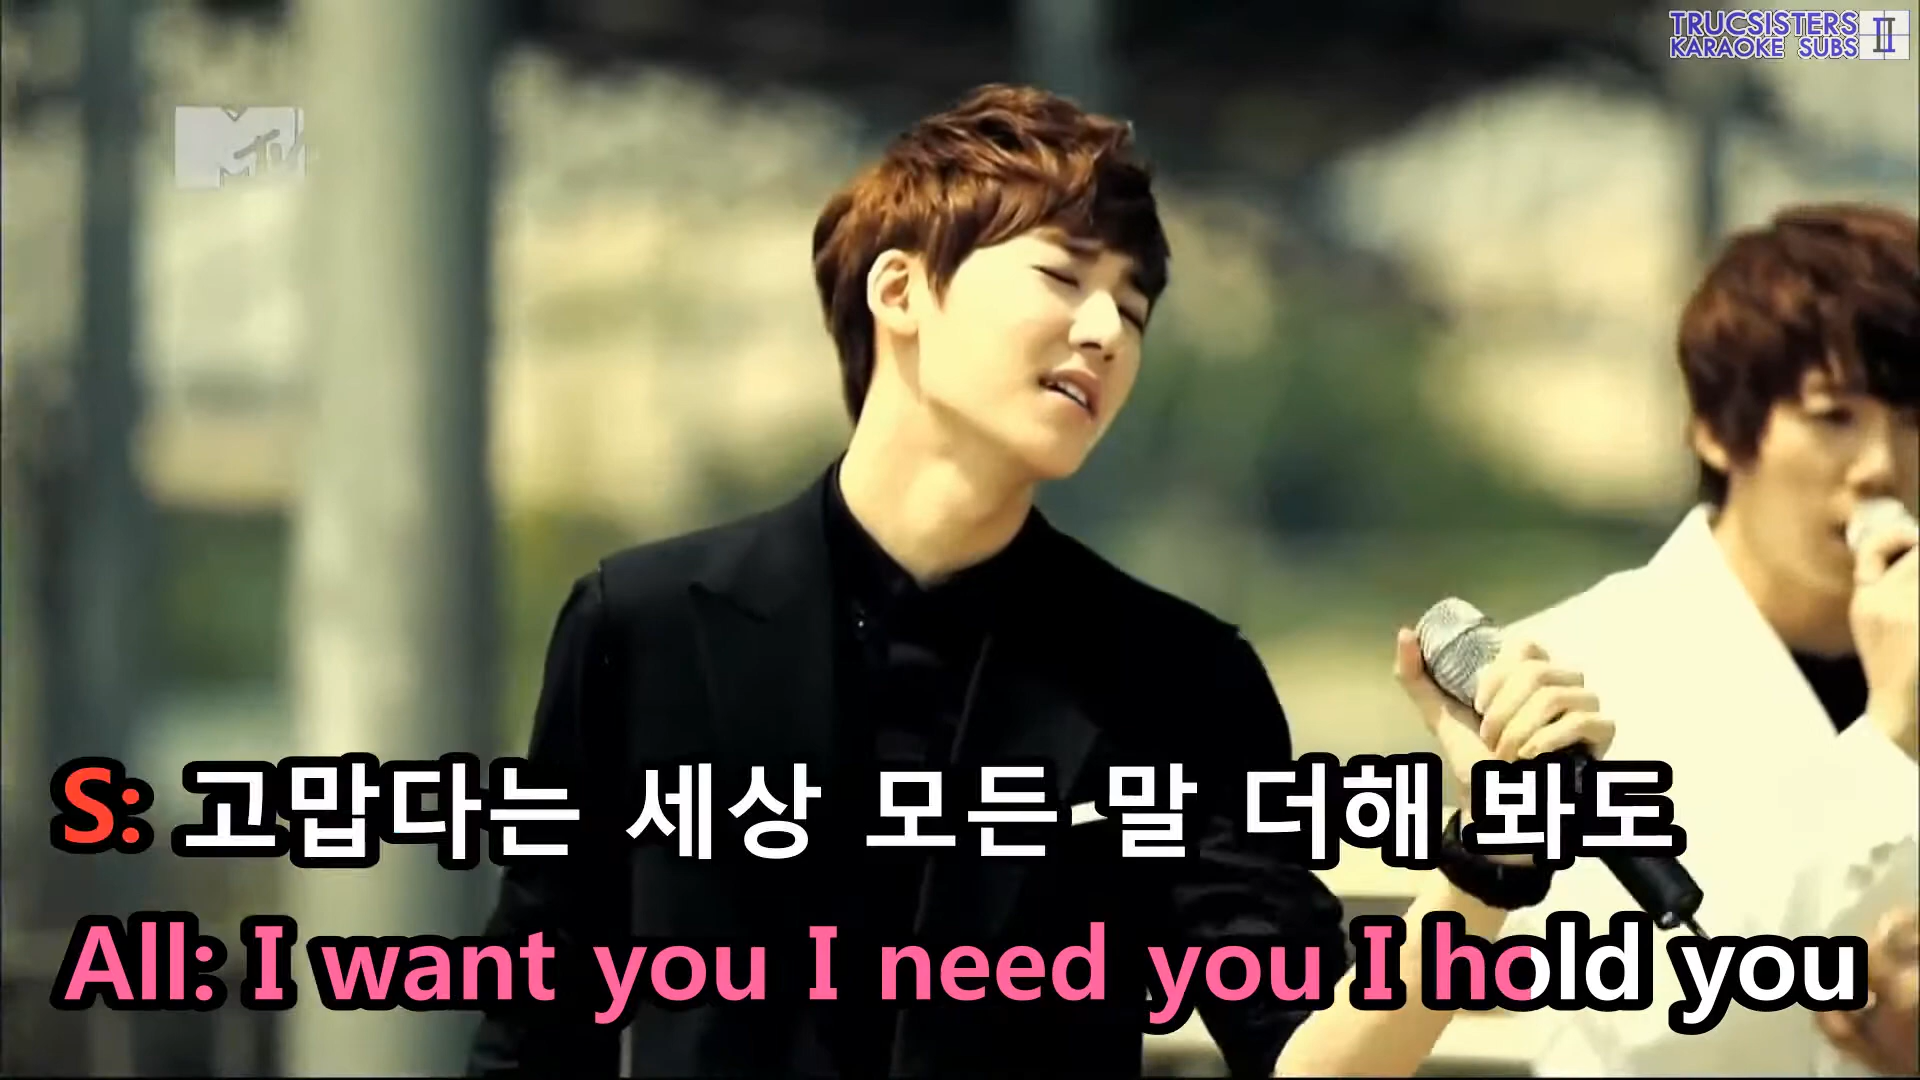 TRUCSISTERS
KARAOKE SUBS II
MTV
S: 고맙다는 세상 모든 말 더해 봐도
All: I want you I need you I hold you